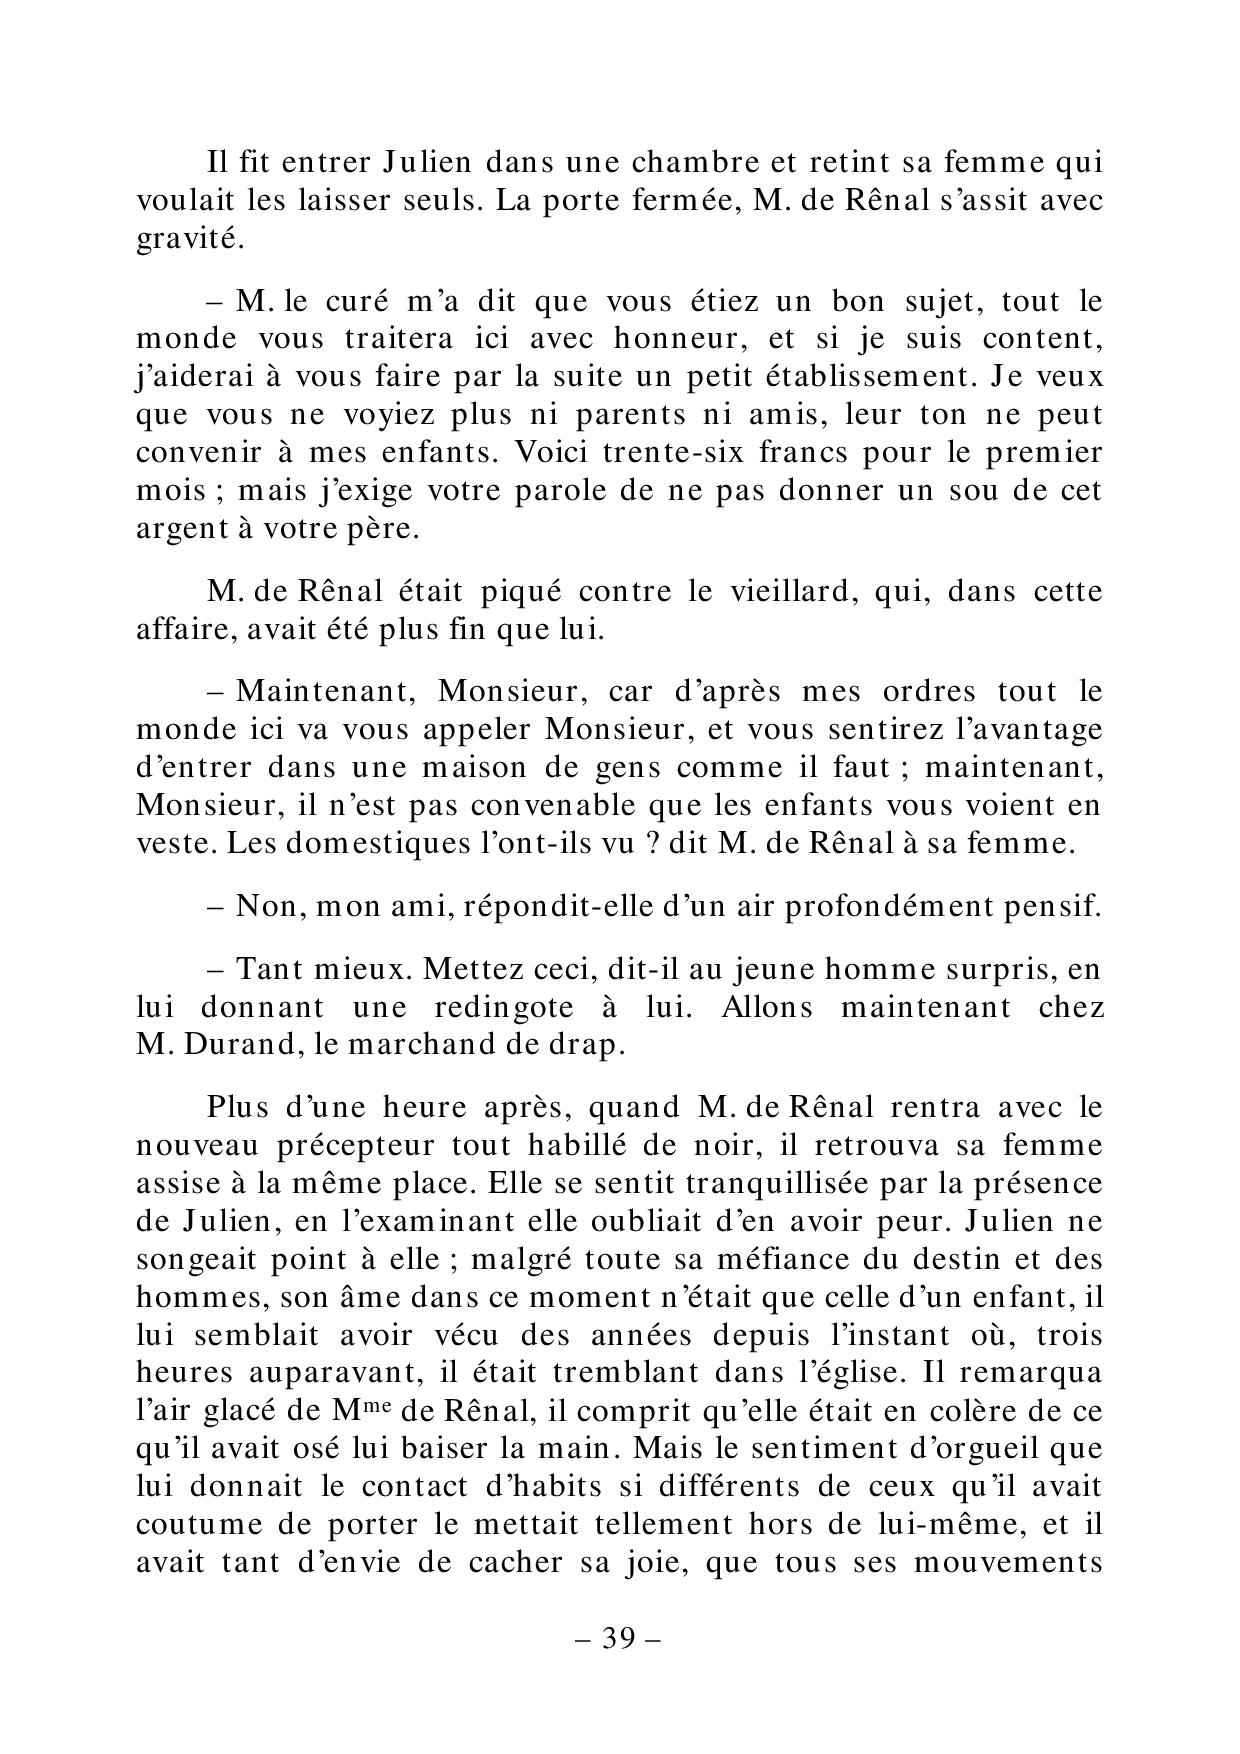 Il fit entrer Julien dans une chambre et retint sa femme qui
voulait les laisser seuls. La porte fermée, M. de Rênal s’assit avec
gravité.
– M. le curé m’a dit que vous étiez un bon sujet, tout le
monde vous traitera ici avec honneur, et si je suis content,
j’aiderai à vous faire par la suite un petit établissement. Je veux
que vous ne voyiez plus ni parents ni amis, leur ton ne peut
convenir à mes enfants. Voici trente-six francs pour le premier
mois ; mais j’exige votre parole de ne pas donner un sou de cet
argent à votre père.
M. de Rênal était piqué contre le vieillard, qui, dans cette
affaire, avait été plus fin que lui.
– Maintenant, Monsieur, car d’après mes ordres tout le
monde ici va vous appeler Monsieur, et vous sentirez l’avantage
d’entrer dans une maison de gens comme il faut ; maintenant,
Monsieur, il n’est pas convenable que les enfants vous voient en
veste. Les domestiques l’ont-ils vu ? dit M. de Rênal à sa femme.
– Non, mon ami, répondit-elle d’un air profondément pensif.
– Tant mieux. Mettez ceci, dit-il au jeune homme surpris, en
lui donnant une redingote à lui. Allons maintenant chez
M. Durand, le marchand de drap.
Plus d’une heure après, quand M. de Rênal rentra avec le
nouveau précepteur tout habillé de noir, il retrouva sa femme
assise à la même place. Elle se sentit tranquillisée par la présence
de Julien, en l’examinant elle oubliait d’en avoir peur. Julien ne
songeait point à elle ; malgré toute sa méfiance du destin et des
hommes, son âme dans ce moment n’était que celle d’un enfant, il
lui semblait avoir vécu des années depuis l’instant où, trois
heures auparavant, il était tremblant dans l’église. Il remarqua
l’air glacé de Mme de Rênal, il comprit qu’elle était en colère de ce
qu’il avait osé lui baiser la main. Mais le sentiment d’orgueil que
lui donnait le contact d’habits si différents de ceux qu’il avait
coutume de porter le mettait tellement hors de lui-même, et il
avait tant d’envie de cacher sa joie, que tous ses mouvements
– 39 –